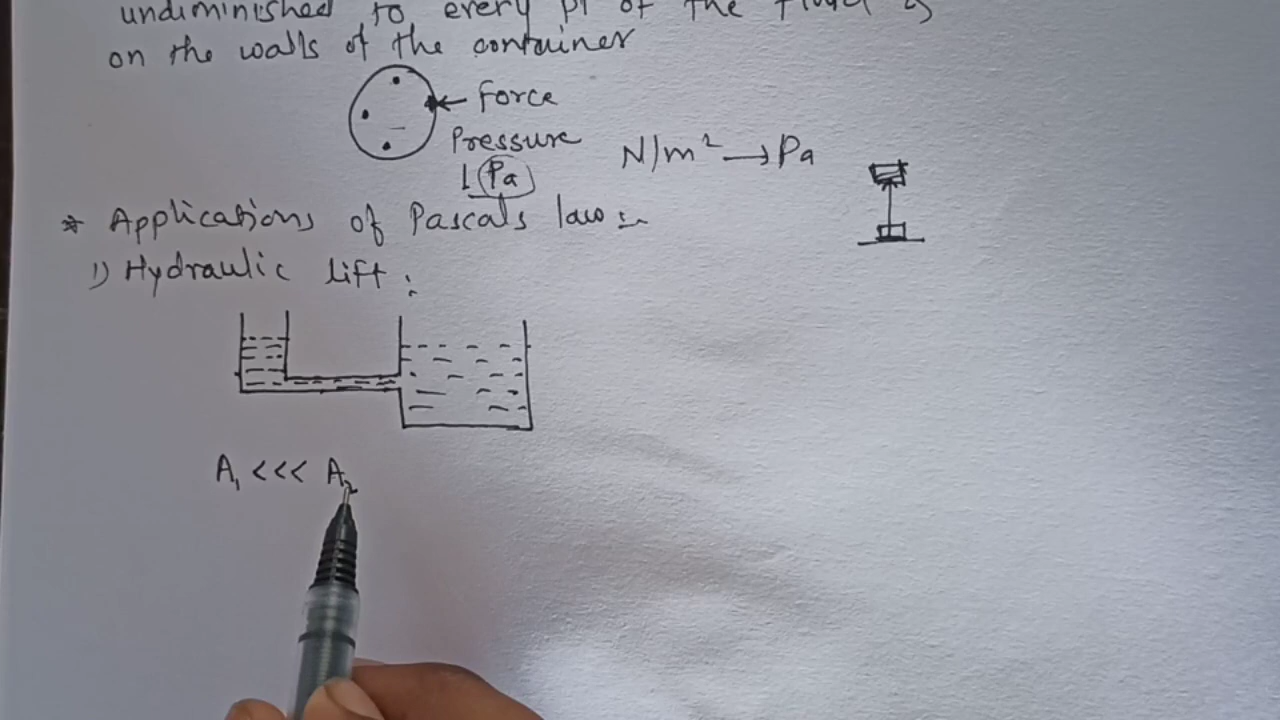 undiminished to every pt of the fluid &
on the walls of the container
Force
Pressure
N/m² → Pa
1 Pa
* Applications of Pascals law :-
1) Hydraulic lift :
A₁ <<< A₂